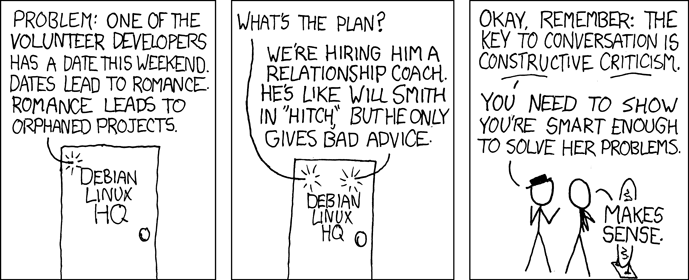 PROBLEM: ONE OF THE
VOLUNTEER DEVELOPERS
HAS A DATE THIS WEEKEND.
DATES LEAD TO ROMANCE.
ROMANCE LEADS TO
ORPHANED PROJECTS.
DEBIAN
LINUX
HQ
WHAT'S THE PLAN?
WE'RE HIRING HIM A
RELATIONSHIP COACH.
HE'S LIKE WILL SMITH
IN "HITCH," BUT HE ONLY
GIVES BAD ADVICE.
DEBIAN
LINUX
HQ
OKAY, REMEMBER: THE
KEY TO CONVERSATION IS
CONSTRUCTIVE CRITICISM.
YOU NEED TO SHOW
YOU'RE SMART ENOUGH
TO SOLVE HER PROBLEMS.
MAKES
SENSE.